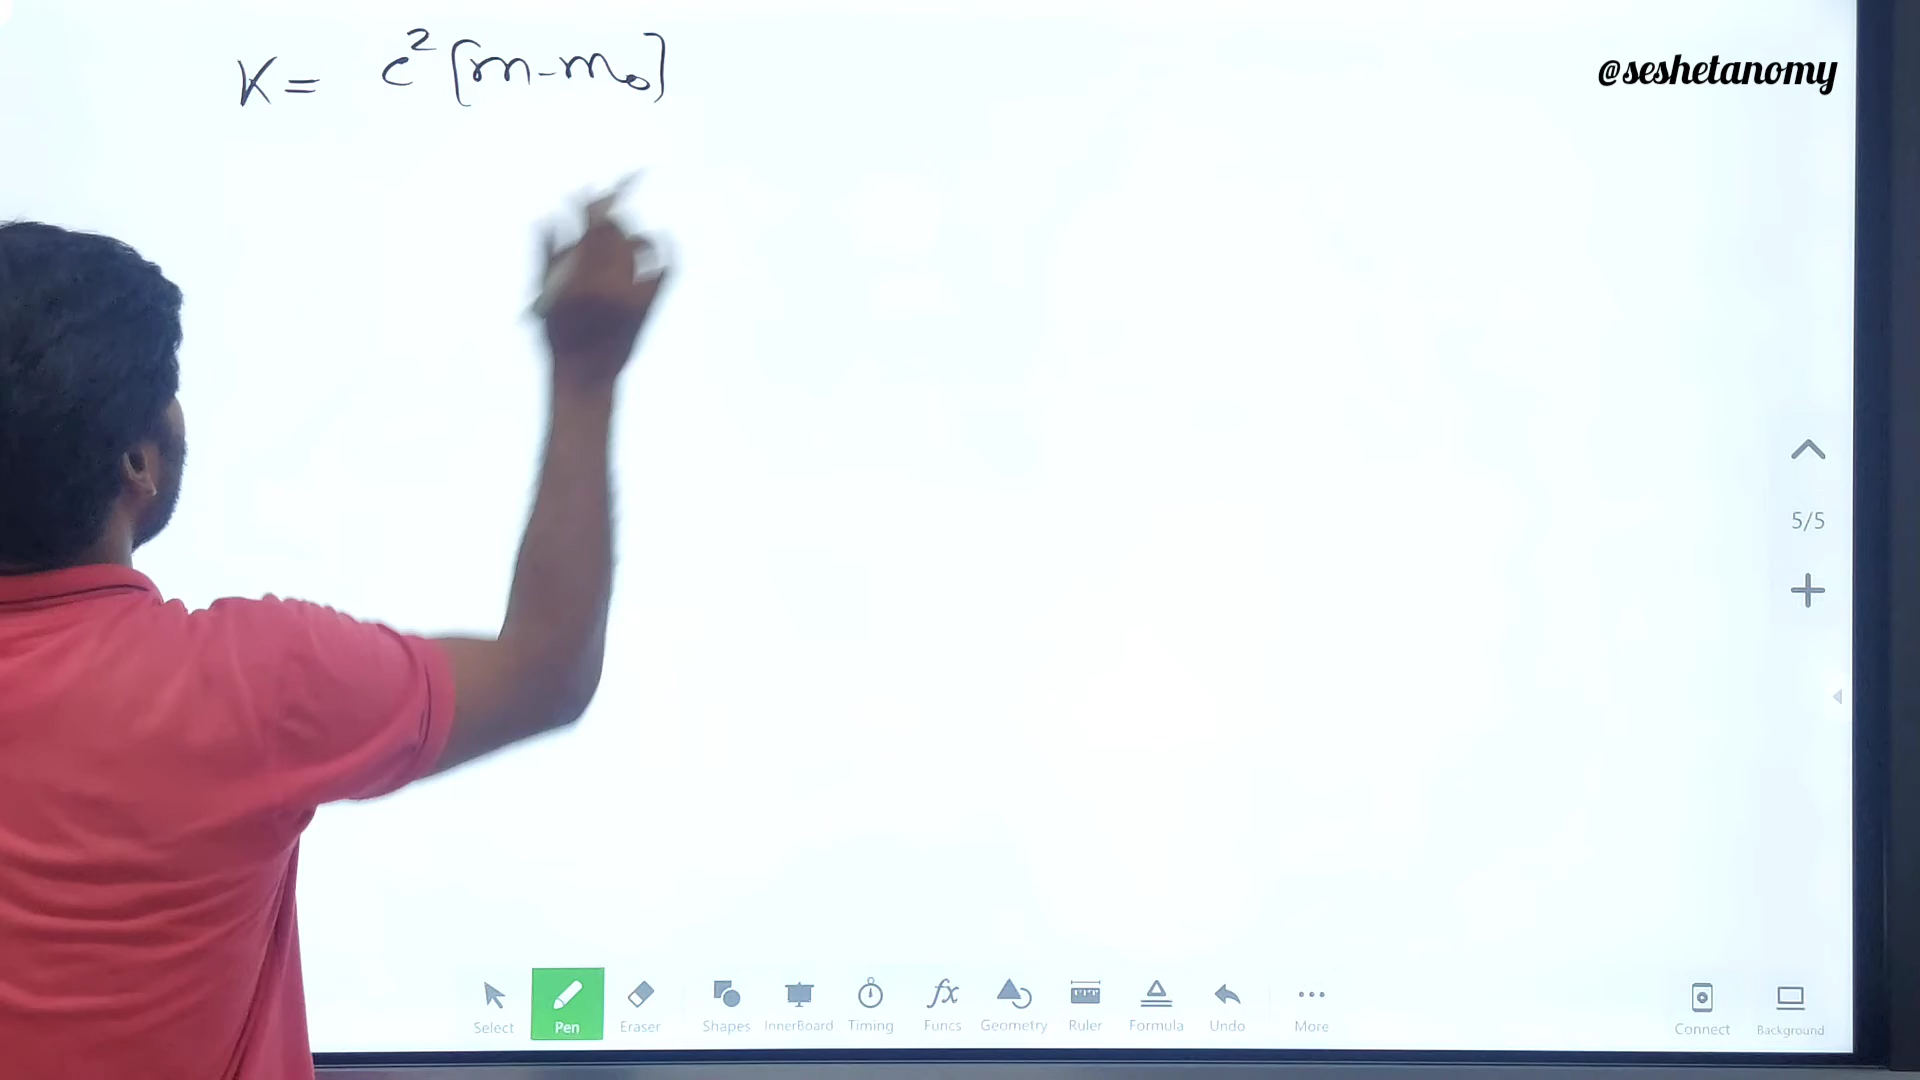 K = c² [m - m₀]
@seshetanomy
5/5
Select Pen Eraser Shapes InnerBoard Timing Funcs Geometry Ruler Formula Undo More Connect Background